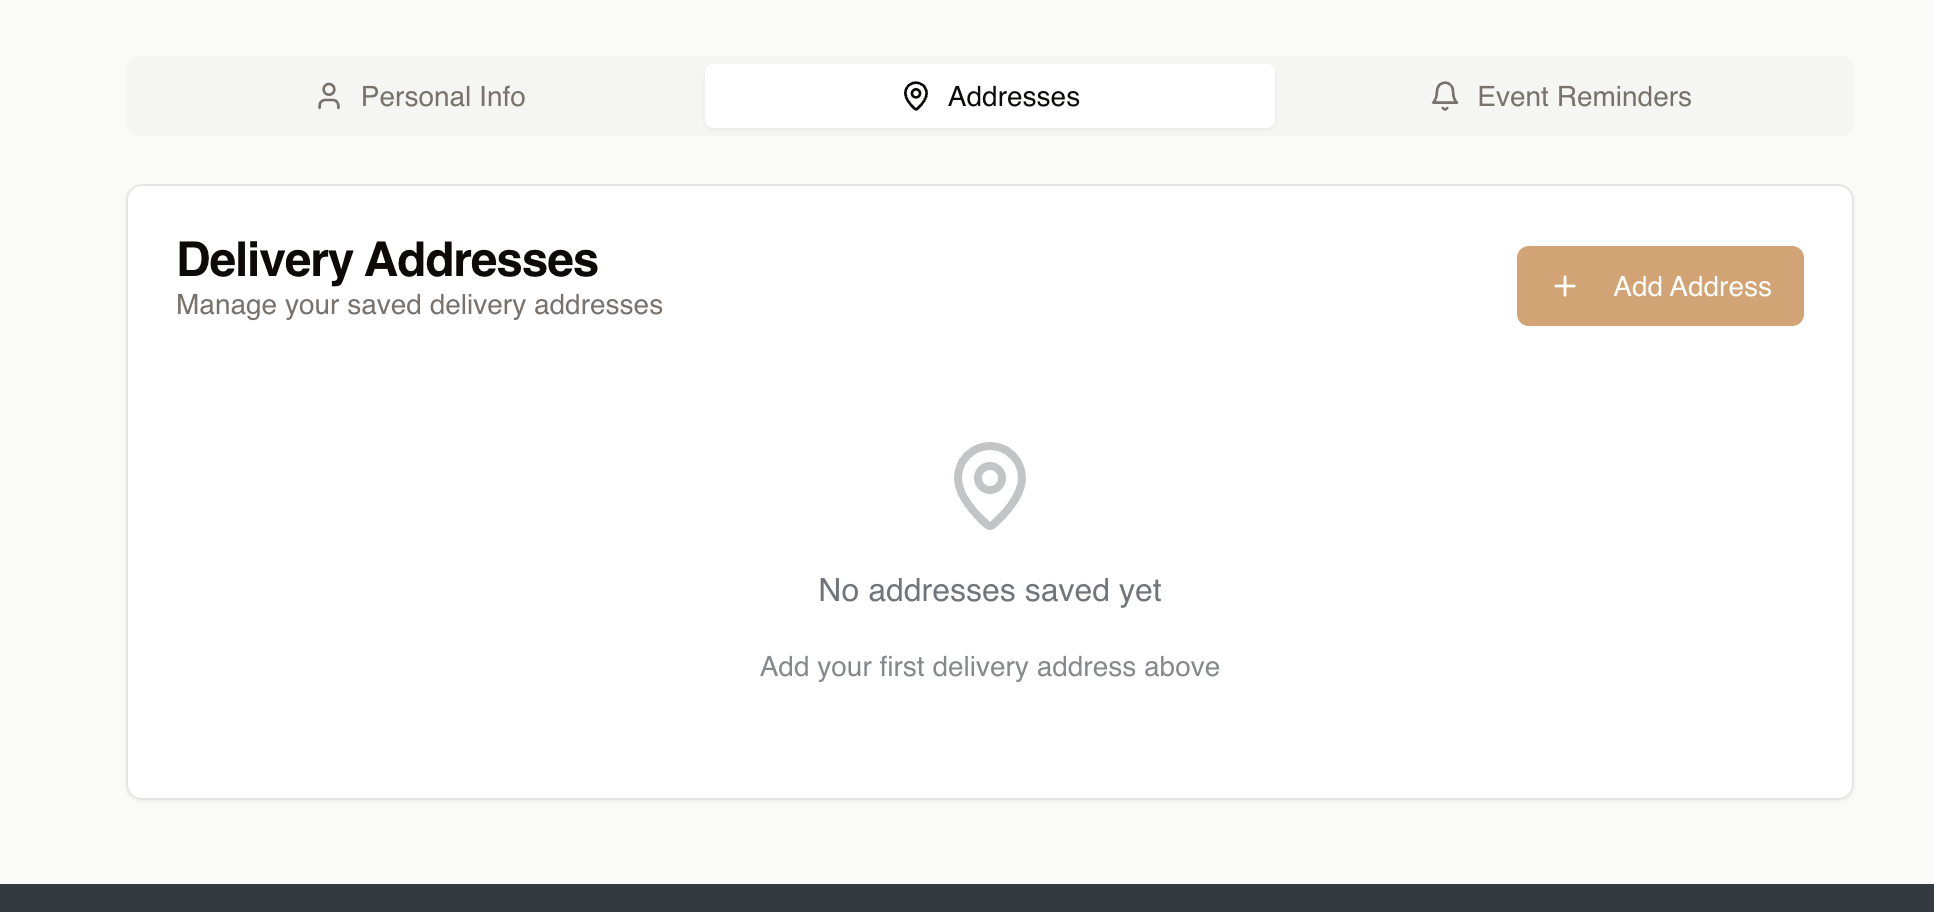 Personal Info
Addresses
Event Reminders
Delivery Addresses
Manage your saved delivery addresses
Add Address
No addresses saved yet
Add your first delivery address above